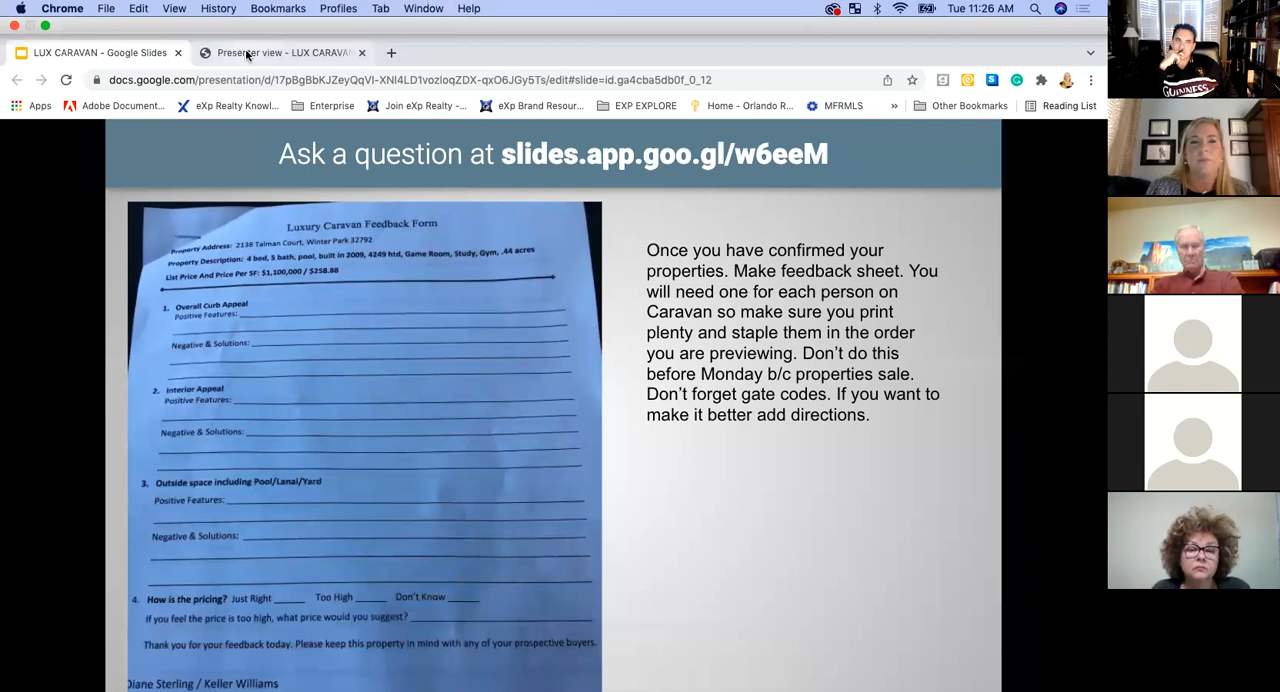 Chrome File Edit View History Bookmarks Profiles Tab Window Help Tue 11:26 AM
LUX CARAVAN - Google Slides
Presenter view - LUX CARAVAN
docs.google.com/presentation/d/17pBgBbKJZeyQqVI-XNI4LD1vozloqZDX-qxO6JGy5Ts/edit#slide=id.ga4cba5db0f_0_12
Apps Adobe Document... eXp Realty Knowl... Enterprise Join eXp Realty -... eXp Brand Resour... EXP EXPLORE Home - Orlando R... MFRMLS » Other Bookmarks Reading List
Ask a question at slides.app.goo.gl/w6eeM
Luxury Caravan Feedback Form
Property Address: 2138 Talman Court, Winter Park 32792
Property Description: 4 bed, 5 bath, pool, built in 2009, 4249 htd, Game Room, Study, Gym, .44 acres
List Price And Price Per SF: $1,100,000 / $258.88
1. Overall Curb Appeal
Positive Features:
Negative & Solutions:
2. Interior Appeal
Positive Features:
Negative & Solutions:
3. Outside space including Pool/Lanai/Yard
Positive Features:
Negative & Solutions:
4. How is the pricing? Just Right Too High Don't Know
If you feel the price is too high, what price would you suggest?
Thank you for your feedback today. Please keep this property in mind with any of your prospective buyers.
Diane Sterling / Keller Williams
Once you have confirmed your
properties. Make feedback sheet. You
will need one for each person on
Caravan so make sure you print
plenty and staple them in the order
you are previewing. Don't do this
before Monday b/c properties sale.
Don't forget gate codes. If you want to
make it better add directions.
GUINNESS